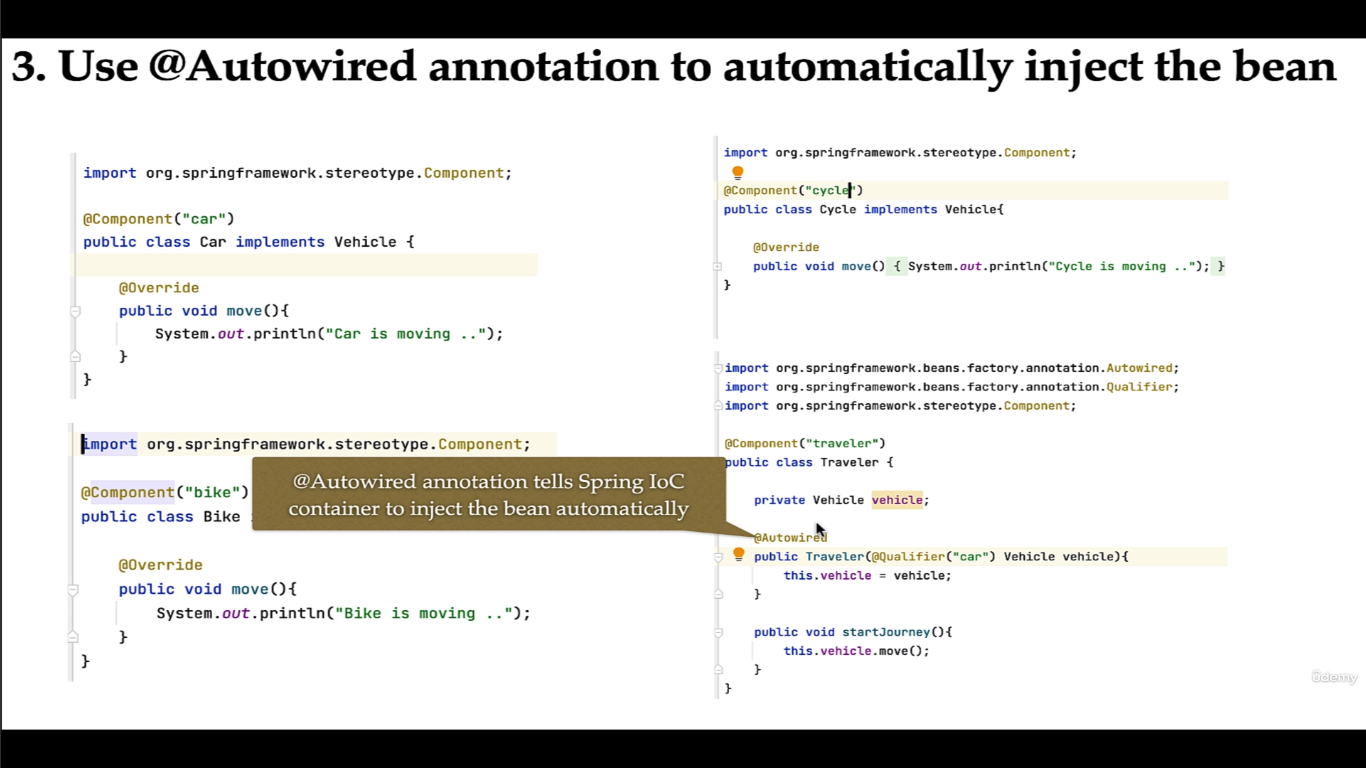 3. Use @Autowired annotation to automatically inject the bean
import org.springframework.stereotype.Component;
@Component("car")
public class Car implements Vehicle {
@Override
public void move(){
System.out.println("Car is moving ..");
}
}
import org.springframework.stereotype.Component;
@Component("bike")
public class Bike
@Override
public void move(){
System.out.println("Bike is moving ..");
}
}
@Autowired annotation tells Spring IoC
container to inject the bean automatically
import org.springframework.stereotype.Component;
@Component("cycle")
public class Cycle implements Vehicle{
@Override
public void move() { System.out.println("Cycle is moving .."); }
}
import org.springframework.beans.factory.annotation.Autowired;
import org.springframework.beans.factory.annotation.Qualifier;
import org.springframework.stereotype.Component;
@Component("traveler")
public class Traveler {
private Vehicle vehicle;
@Autowired
public Traveler(@Qualifier("car") Vehicle vehicle){
this.vehicle = vehicle;
}
public void startJourney(){
this.vehicle.move();
}
}
ûdemy